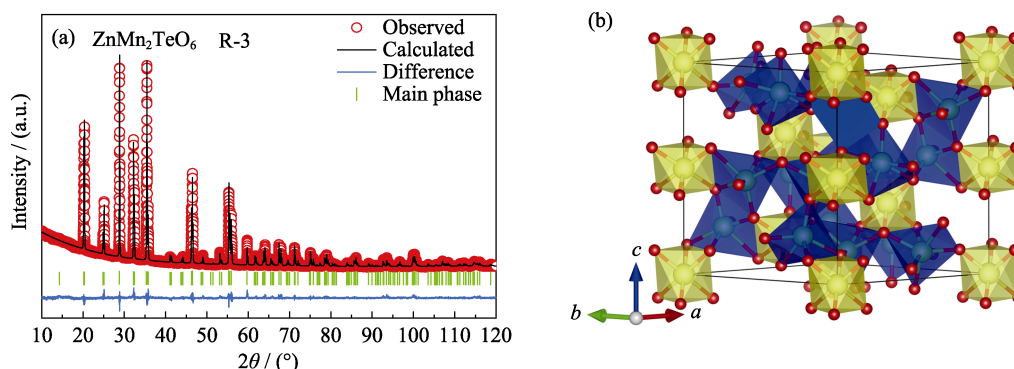 (a) ZnMn₂TeO₆ R-3
Observed
Calculated
Difference
Main phase
Intensity / (a.u.)
10 20 30 40 50 60 70 80 90 100 110 120
2θ / (°)
(b)
c
b
a